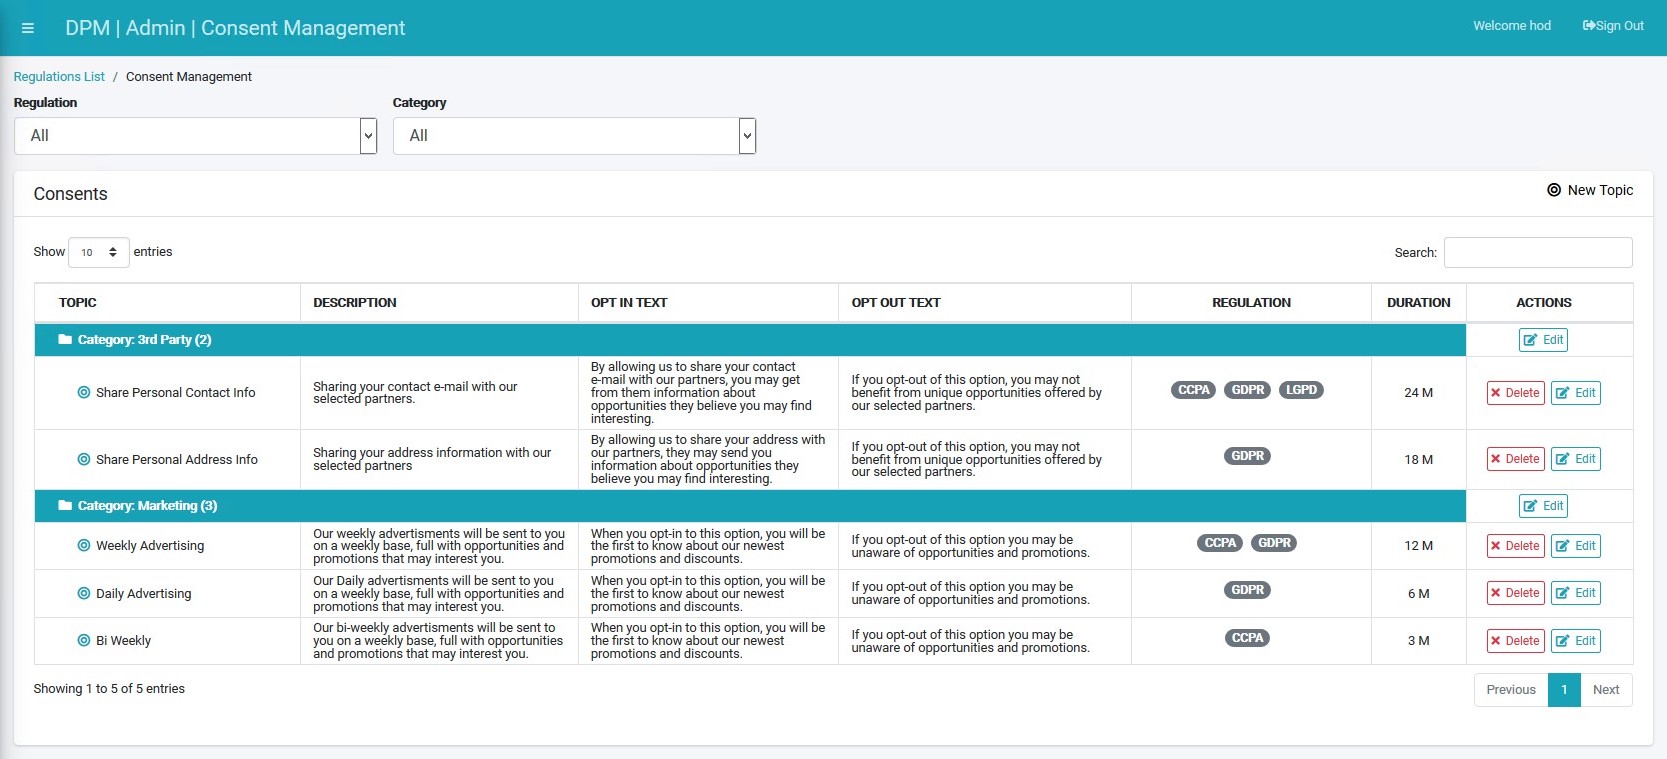 DPM | Admin | Consent Management
Welcome hod
Sign Out
Regulations List / Consent Management
Regulation
Category
All
All
Consents
New Topic
Show 10 entries
Search:
TOPIC
DESCRIPTION
OPT IN TEXT
OPT OUT TEXT
REGULATION
DURATION
ACTIONS
Category: 3rd Party (2)
Edit
Share Personal Contact Info
Sharing your contact e-mail with our
selected partners.
By allowing us to share your contact
e-mail with our partners, you may get
from them information about
opportunities they believe you may find
interesting.
If you opt-out of this option, you may not
benefit from unique opportunities offered by
our selected partners.
CCPA GDPR LGPD
24 M
Delete
Edit
Share Personal Address Info
Sharing your address information with our
selected partners
By allowing us to share your address with
our partners, they may send you
information about opportunities they
believe you may find interesting.
If you opt-out of this option, you may not
benefit from unique opportunities offered by
our selected partners.
GDPR
18 M
Delete
Edit
Category: Marketing (3)
Edit
Weekly Advertising
Our weekly advertisments will be sent to you
on a weekly base, full with opportunities and
promotions that may interest you.
When you opt-in to this option, you will be
the first to know about our newest
promotions and discounts.
If you opt-out of this option you may be
unaware of opportunities and promotions.
CCPA GDPR
12 M
Delete
Edit
Daily Advertising
Our Daily advertisments will be sent to you
on a weekly base, full with opportunities and
promotions that may interest you.
When you opt-in to this option, you will be
the first to know about our newest
promotions and discounts.
If you opt-out of this option you may be
unaware of opportunities and promotions.
GDPR
6 M
Delete
Edit
Bi Weekly
Our bi-weekly advertisments will be sent to
you on a weekly base, full with opportunities
and promotions that may interest you.
When you opt-in to this option, you will be
the first to know about our newest
promotions and discounts.
If you opt-out of this option you may be
unaware of opportunities and promotions.
CCPA
3 M
Delete
Edit
Showing 1 to 5 of 5 entries
Previous 1 Next